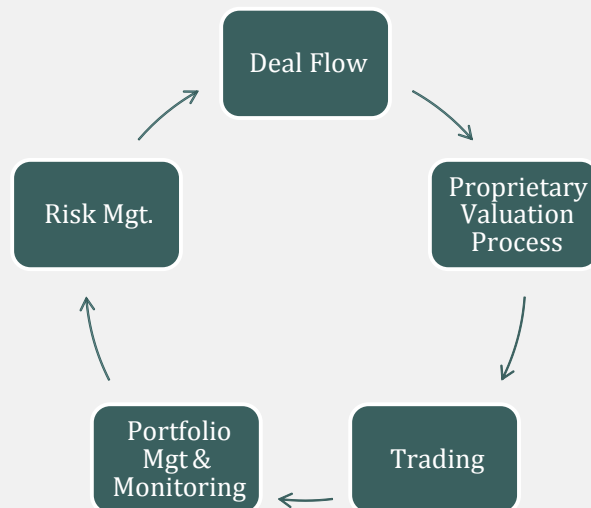 Deal Flow
Proprietary
Valuation
Process
Trading
Portfolio
Mgt &
Monitoring
Risk Mgt.